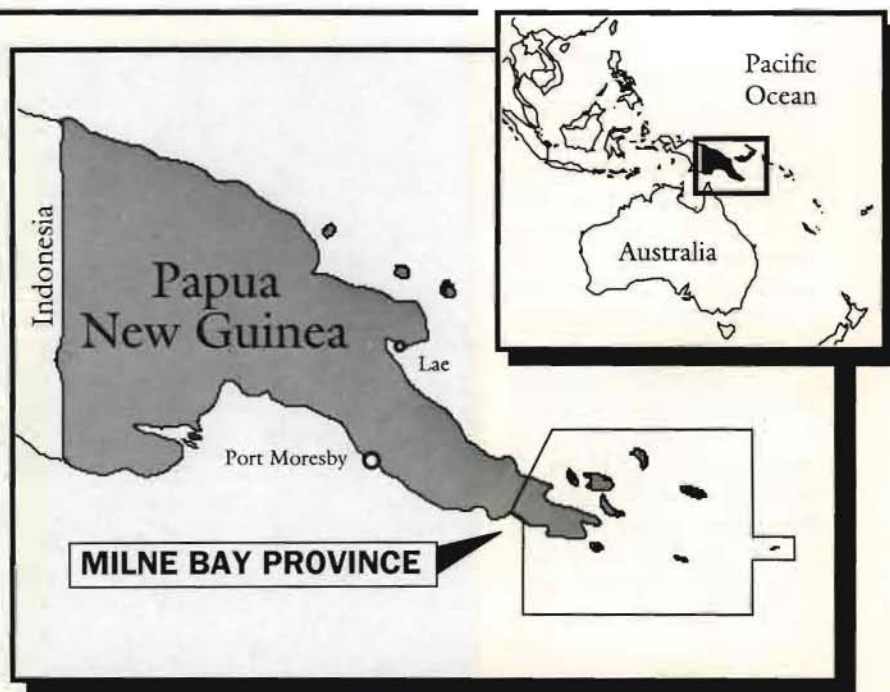 Pacific
Ocean
Australia
Indonesia
Papua
New Guinea
Lae
Port Moresby
MILNE BAY PROVINCE